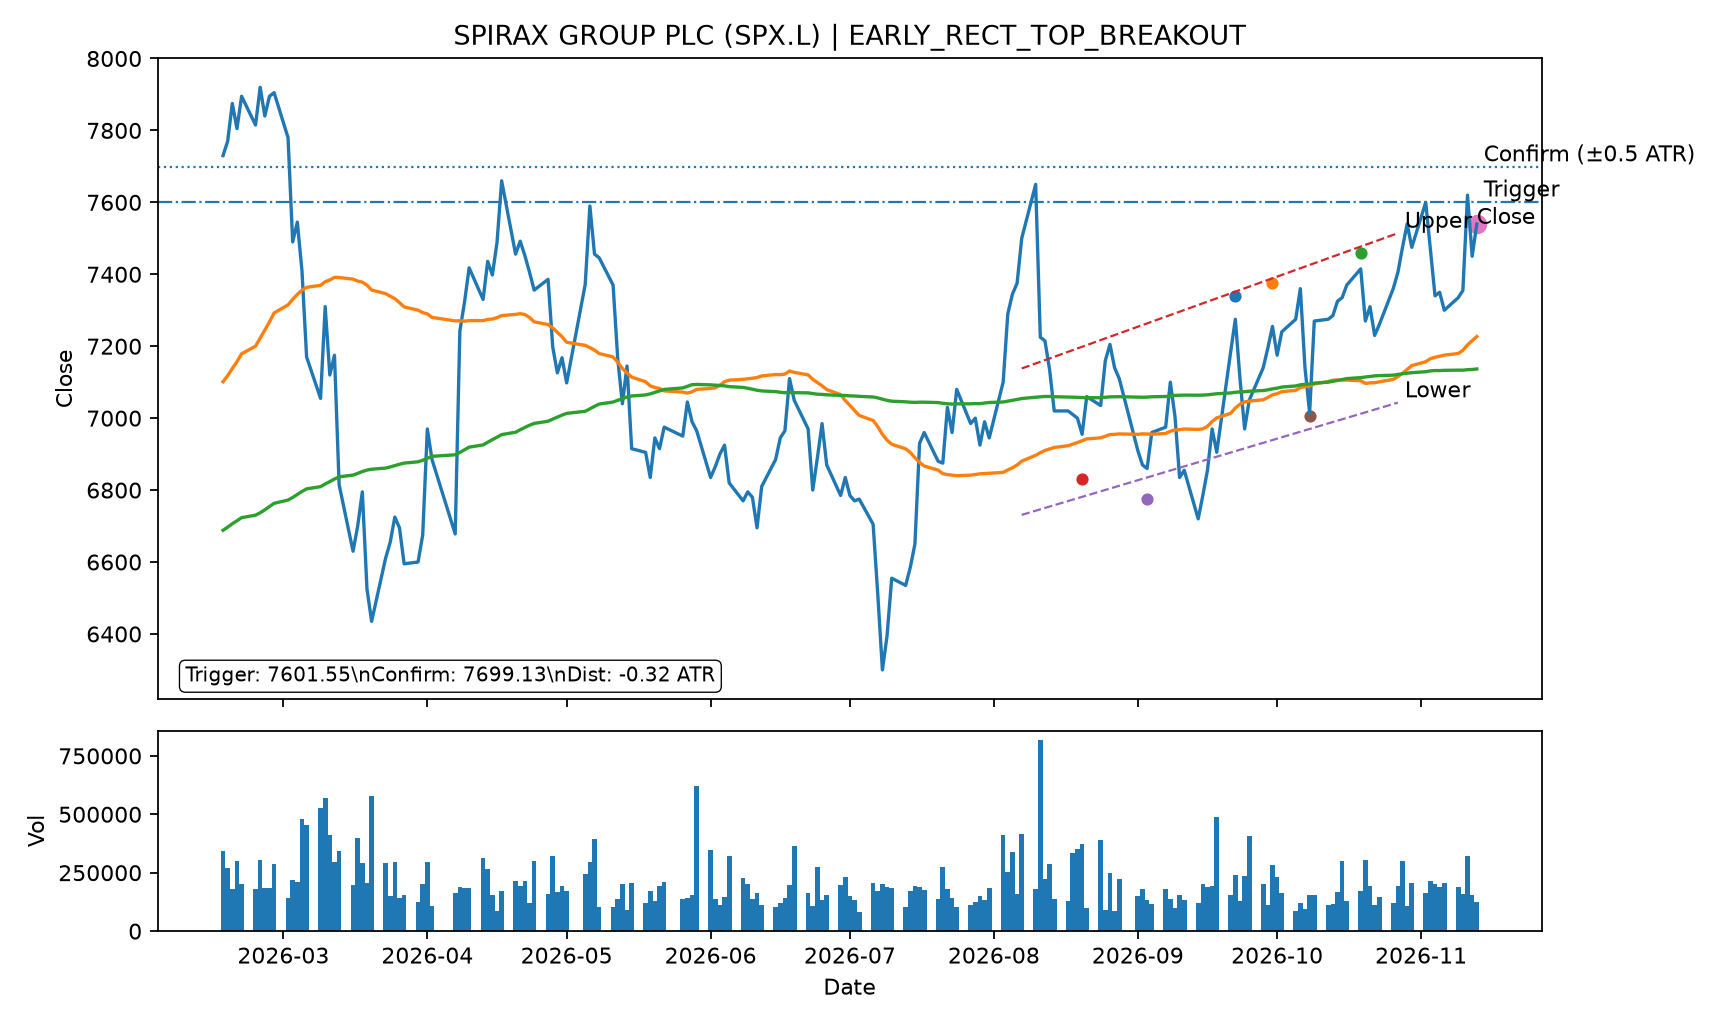 SPIRAX GROUP PLC (SPX.L) | EARLY_RECT_TOP_BREAKOUT
8000
7800
7600
7400
7200
7000
6800
6600
6400
Close
Confirm (±0.5 ATR)
Trigger
Upper
Close
Lower
Trigger: 7601.55\nConfirm: 7699.13\nDist: -0.32 ATR
750000
500000
250000
0
Vol
2026-03 2026-04 2026-05 2026-06 2026-07 2026-08 2026-09 2026-10 2026-11
Date